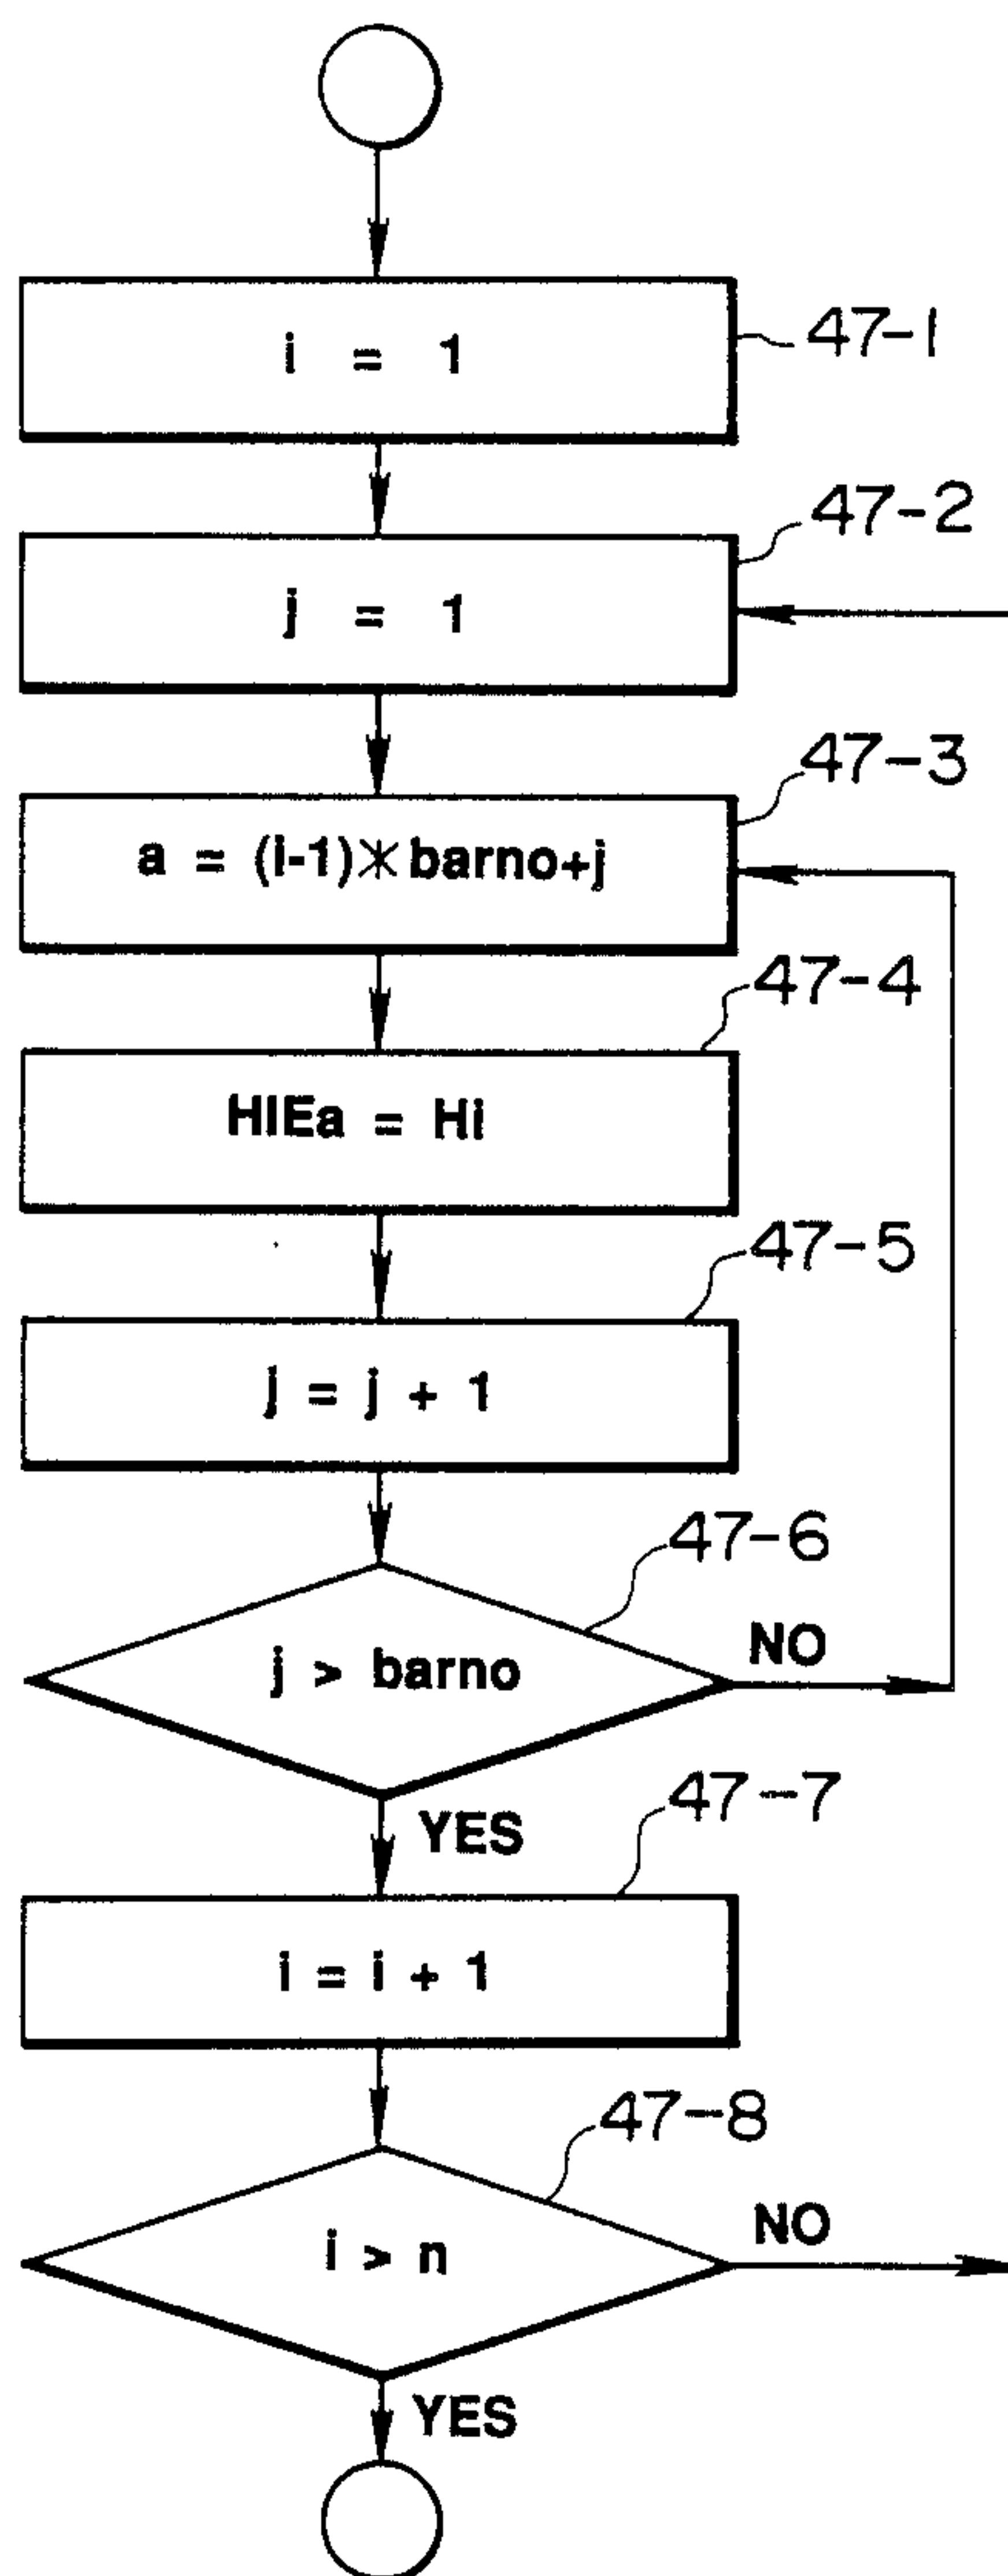 i = 1
47-1
j = 1
47-2
a = (i-1)*barno+j
47-3
HIEa = Hi
47-4
j = j + 1
47-5
j > barno
47-6
NO
YES
i = i + 1
47-7
i > n
47-8
NO
YES